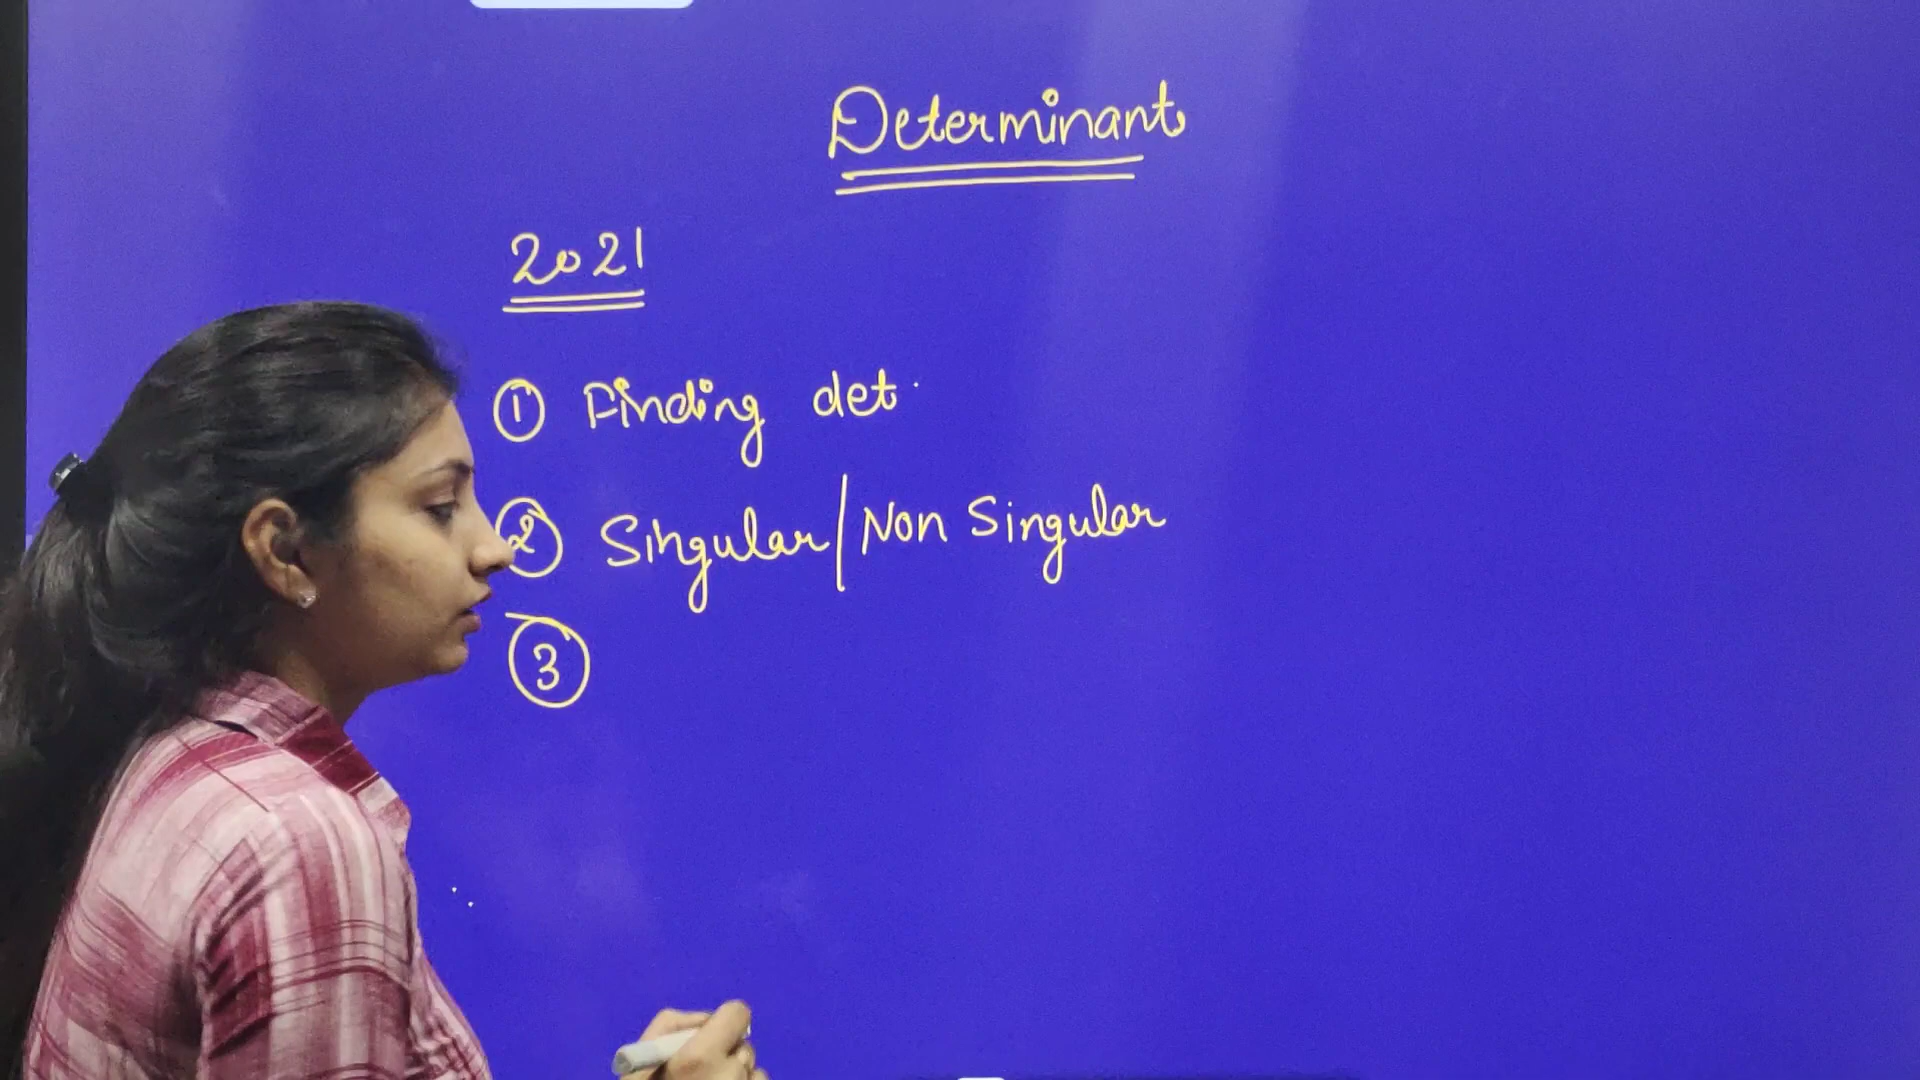 Determinant
2021
① Finding det.
② Singular/Non Singular
③